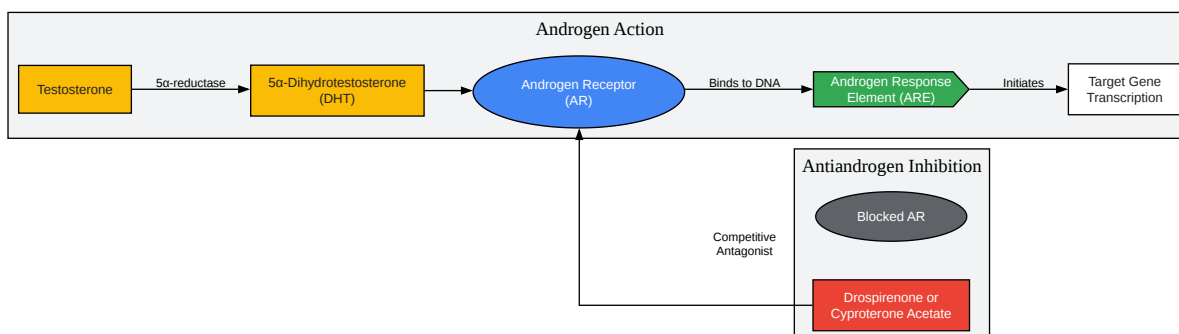 Androgen Action
Testosterone
5α-reductase
5α-Dihydrotestosterone
(DHT)
Androgen Receptor
(AR)
Binds to DNA
Androgen Response
Element (ARE)
Initiates
Target Gene
Transcription
Antiandrogen Inhibition
Blocked AR
Competitive
Antagonist
Drospirenone or
Cyproterone Acetate